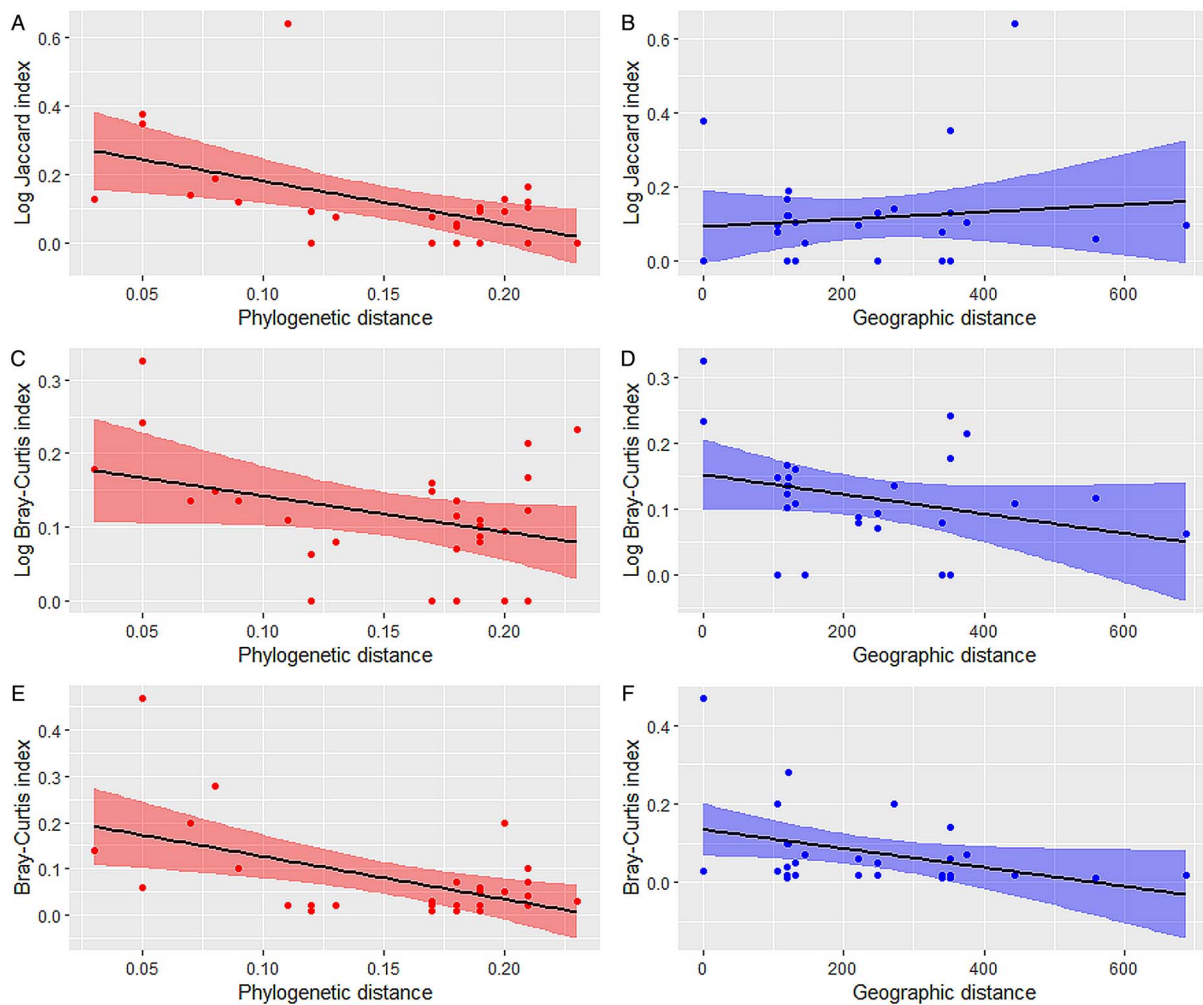 A
Log Jaccard index
0.6
0.4
0.2
0.0
0.05 0.10 0.15 0.20
Phylogenetic distance
B
Log Jaccard index
0.6
0.4
0.2
0.0
0 200 400 600
Geographic distance
C
Log Bray-Curtis index
0.3
0.2
0.1
0.0
0.05 0.10 0.15 0.20
Phylogenetic distance
D
Log Bray-Curtis index
0.3
0.2
0.1
0.0
0 200 400 600
Geographic distance
E
Bray-Curtis index
0.4
0.3
0.2
0.1
0.0
0.05 0.10 0.15 0.20
Phylogenetic distance
F
Bray-Curtis index
0.4
0.2
0.0
0 200 400 600
Geographic distance